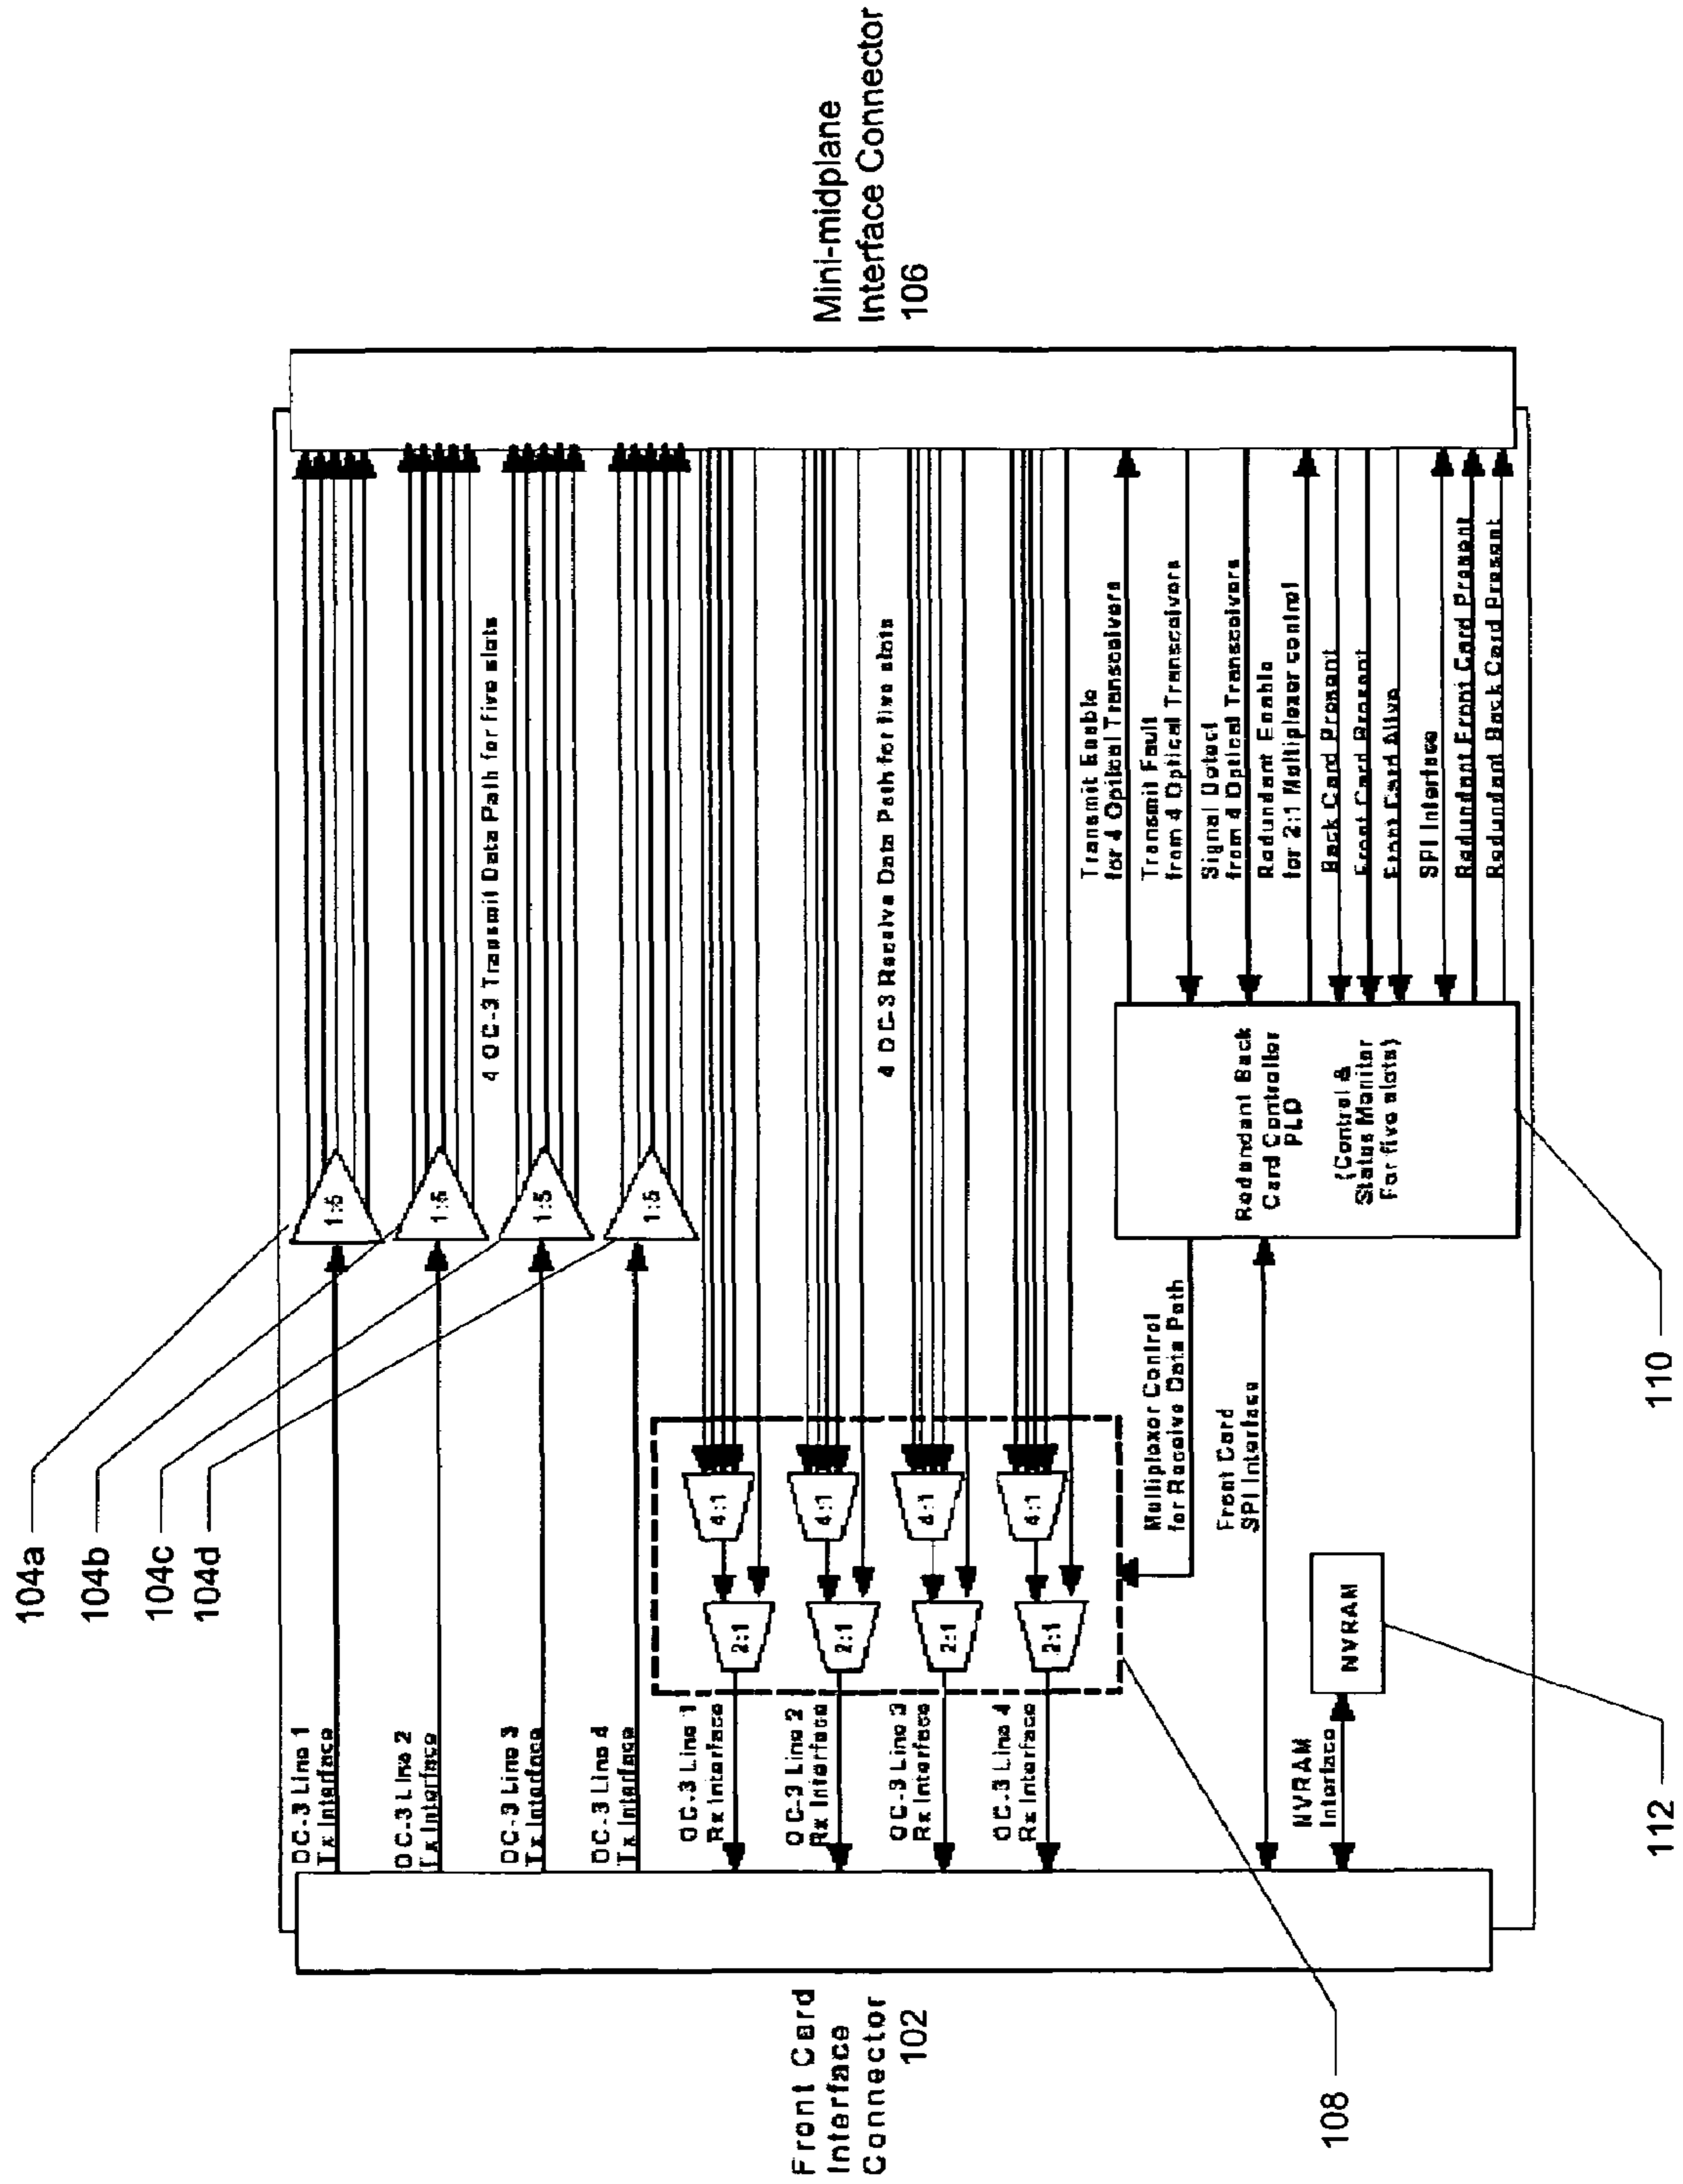 104a
104b
104c
104d
Front Card
Interface
Connector
102
Mini-midplane
Interface Connector
106
OC-3 Line 1
Tx Interface
OC-3 Line 2
Tx Interface
OC-3 Line 3
Tx Interface
OC-3 Line 4
Tx Interface
1:5
1:5
1:5
1:5
4 OC-3 Trasmit Data Path for five slots
OC-3 Line 1
Rx Interface
OC-3 Line 2
Rx Interface
OC-3 Line 3
Rx Interface
OC-3 Line 4
Rx Interface
2:1
2:1
2:1
2:1
4:1
4:1
4:1
4:1
4 OC-3 Receive Data Path for five slots
Multiplexor Control
for Receive Data Path
Front Card
SPI Interface
NVRAM
Interface
NVRAM
Redundant Back
Card Controller
PLD
(Control &
Status Monitor
For five slots)
Transmit Enable
for 4 Optical Transceivers
Transmit Fault
from 4 Optical Transceivers
Signal Detect
from 4 Optical Transceivers
Redundant Enable
for 2:1 Multiplexer control
Back Card Present
Front Card Present
Front Card Alive
SPI Interface
Redundant Front Card Present
Redundant Back Card Present
108
110
112